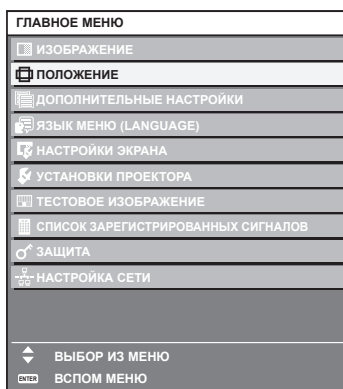 ГЛАВНОЕ МЕНЮ
ИЗОБРАЖЕНИЕ
ПОЛОЖЕНИЕ
ДОПОЛНИТЕЛЬНЫЕ НАСТРОЙКИ
ЯЗЫК МЕНЮ (LANGUAGE)
НАСТРОЙКИ ЭКРАНА
УСТАНОВКИ ПРОЕКТОРА
ТЕСТОВОЕ ИЗОБРАЖЕНИЕ
СПИСОК ЗАРЕГИСТРИРОВАННЫХ СИГНАЛОВ
ЗАЩИТА
НАСТРОЙКА СЕТИ
ВЫБОР ИЗ МЕНЮ
ENTER ВСПОМ МЕНЮ